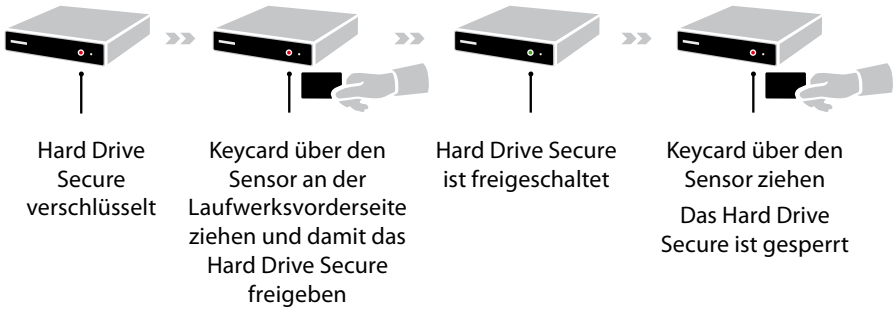 Hard Drive
Secure
verschlüsselt
Keycard über den
Sensor an der
Laufwerksvorderseite
ziehen und damit das
Hard Drive Secure
freigeben
Hard Drive Secure
ist freigeschaltet
Keycard über den
Sensor ziehen
Das Hard Drive
Secure ist gesperrt